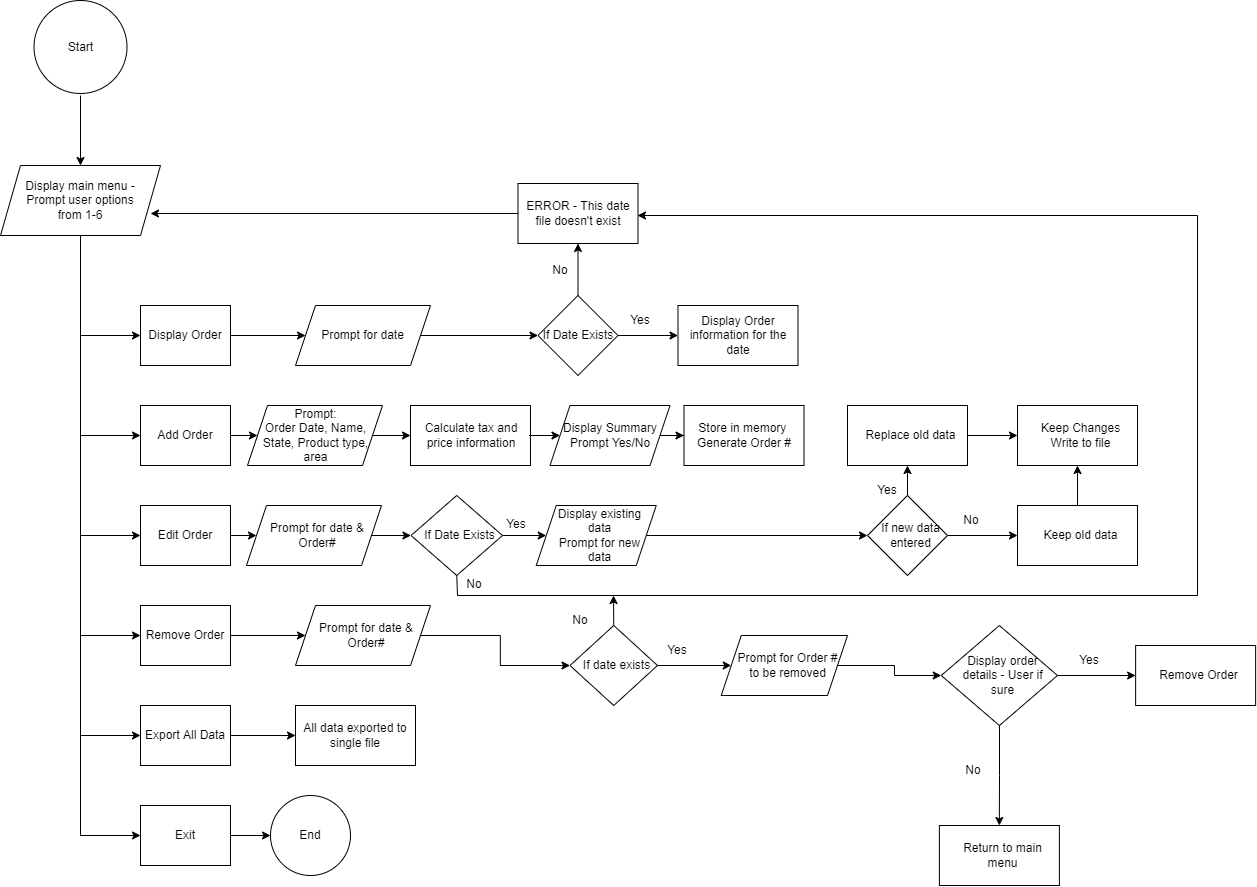 Start
Display main menu -
Prompt user options
from 1-6
ERROR - This date
file doesn't exist
No
Display Order
Prompt for date
If Date Exists
Yes
Display Order
information for the
date
Add Order
Prompt:
Order Date, Name,
State, Product type,
area
Calculate tax and
price information
Display Summary
Prompt Yes/No
Store in memory
Generate Order #
Replace old data
Keep Changes
Write to file
Yes
Edit Order
Prompt for date &
Order#
If Date Exists
Yes
Display existing
data
Prompt for new
data
If new data
entered
No
Keep old data
No
Remove Order
Prompt for date &
Order#
No
If date exists
Yes
Prompt for Order #
to be removed
Display order
details - User if
sure
Yes
Remove Order
Export All Data
All data exported to
single file
No
Exit
End
Return to main
menu